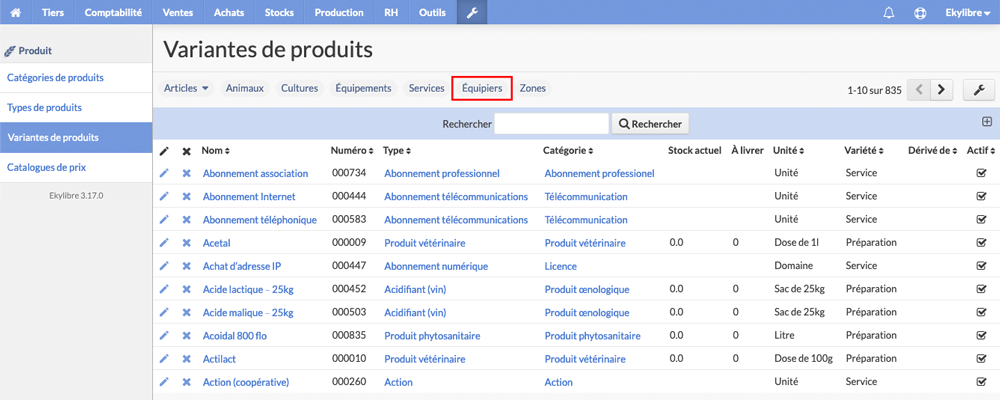 Tiers Comptabilité Ventes Achats Stocks Production RH Outils Ekylibre
Produit
Catégories de produits
Types de produits
Variantes de produits
Catalogues de prix
Ekylibre 3.17.0
Variantes de produits
Articles Animaux Cultures Équipements Services Équipiers Zones 1-10 sur 835
Rechercher Rechercher
Nom Numéro Type Catégorie Stock actuel À livrer Unité Variété Dérivé de Actif
Abonnement association 000734 Abonnement professionnel Abonnement professionel Unité Service
Abonnement Internet 000444 Abonnement télécommunications Télécommunication Unité Service
Abonnement téléphonique 000583 Abonnement télécommunications Télécommunication Unité Service
Acetal 000009 Produit vétérinaire Produit vétérinaire 0.0 0 Dose de 1l Préparation
Achat d'adresse IP 000447 Abonnement numérique Licence Domaine Service
Acide lactique - 25kg 000452 Acidifiant (vin) Produit œnologique 0.0 0 Sac de 25kg Préparation
Acide malique - 25kg 000503 Acidifiant (vin) Produit œnologique 0.0 0 Sac de 25kg Préparation
Acoidal 800 flo 000835 Produit phytosanitaire Produit phytosanitaire 0.0 0 Litre Préparation
Actilact 000010 Produit vétérinaire Produit vétérinaire 0.0 0 Dose de 100g Préparation
Action (coopérative) 000260 Action Action Unité Service